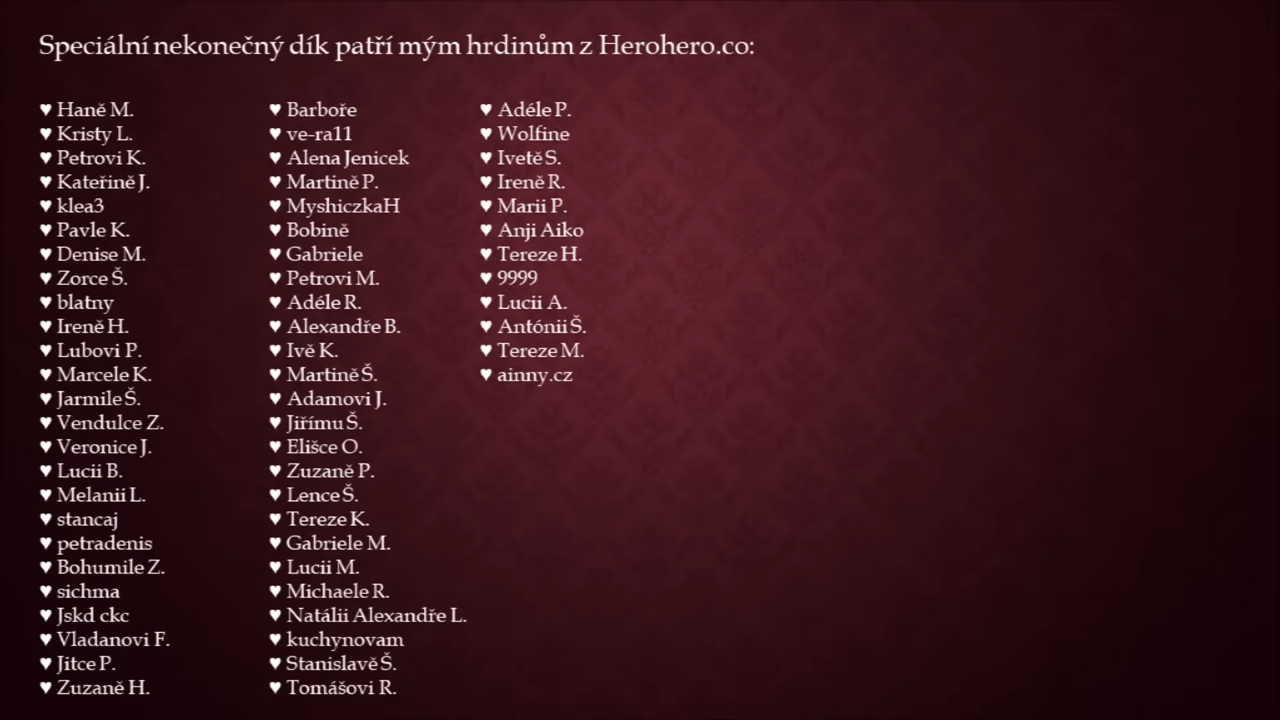 Speciální nekonečný dík patří mým hrdinům z Herohero.co:
♥ Haně M.
♥ Kristy L.
♥ Petrovi K.
♥ Kateřině J.
♥ klea3
♥ Pavle K.
♥ Denise M.
♥ Zorce Š.
♥ blatny
♥ Ireně H.
♥ Lubovi P.
♥ Marcele K.
♥ Jarmile Š.
♥ Vendulce Z.
♥ Veronice J.
♥ Lucii B.
♥ Melanii L.
♥ stancaj
♥ petradenis
♥ Bohumile Z.
♥ sichma
♥ Jskd ckc
♥ Vladanovi F.
♥ Jitce P.
♥ Zuzaně H.
♥ Barboře
♥ ve-ra11
♥ Alena Jenicek
♥ Martině P.
♥ MyshiczkaH
♥ Bobině
♥ Gabriele
♥ Petrovi M.
♥ Adéle R.
♥ Alexandře B.
♥ Ivě K.
♥ Martině Š.
♥ Adamovi J.
♥ Jiřímu Š.
♥ Elišce O.
♥ Zuzaně P.
♥ Lence Š.
♥ Tereze K.
♥ Gabriele M.
♥ Lucii M.
♥ Michaele R.
♥ Natálii Alexandře L.
♥ kuchynovam
♥ Stanislavě Š.
♥ Tomášovi R.
♥ Adéle P.
♥ Wolfine
♥ Ivetě S.
♥ Ireně R.
♥ Marii P.
♥ Anji Aiko
♥ Tereze H.
♥ 9999
♥ Lucii A.
♥ Antónii Š.
♥ Tereze M.
♥ ainny.cz